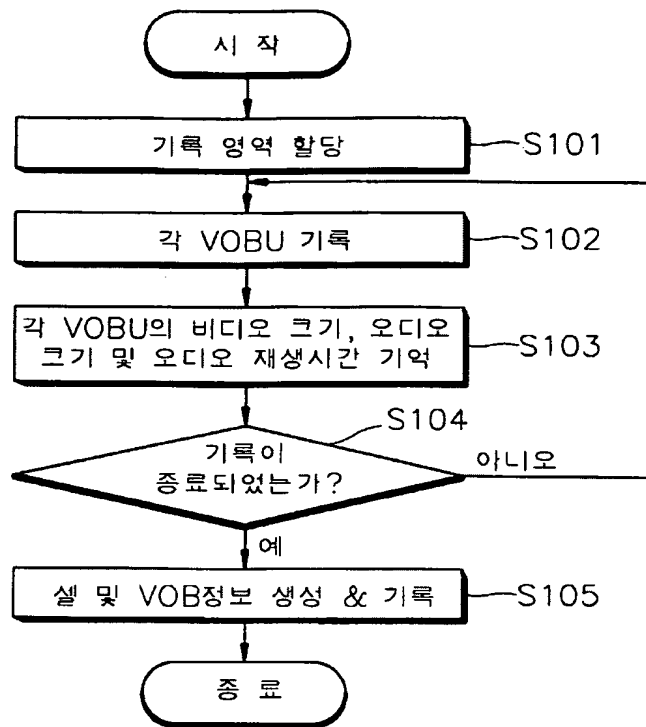 시 작
기록 영역 할당
S101
각 VOBU 기록
S102
각 VOBU의 비디오 크기, 오디오
크기 및 오디오 재생시간 기억
S103
S104
기록이
종료되었는가?
아니오
예
셀 및 VOB정보 생성 & 기록
S105
종 료